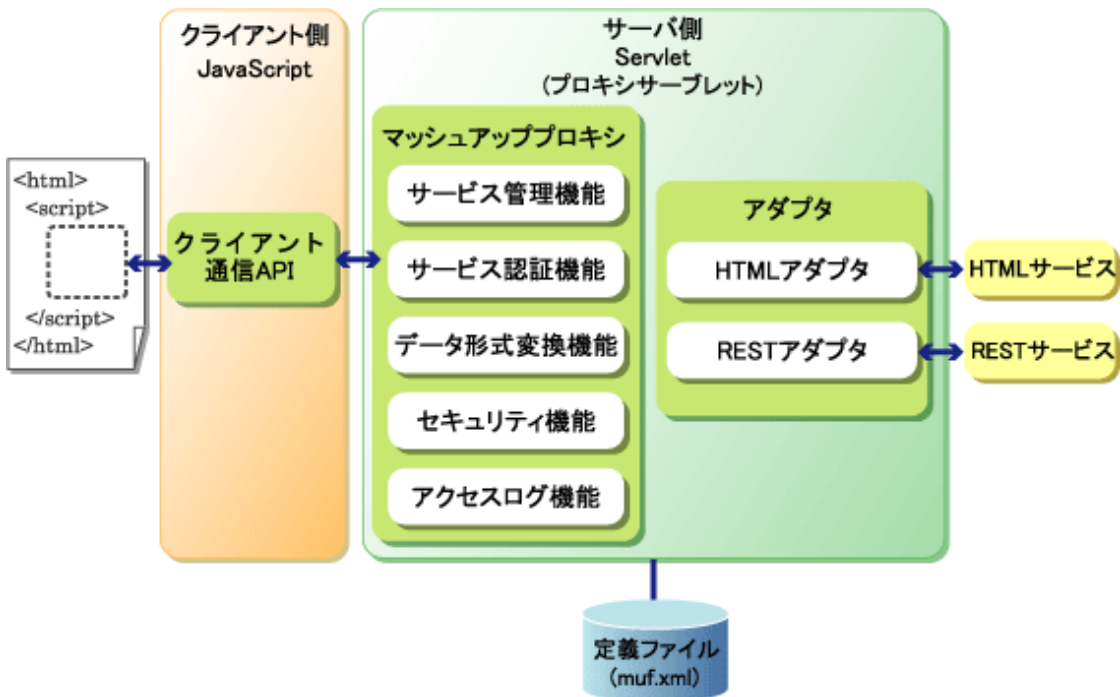 <html>
<script>
</script>
</html>
クライアント側
JavaScript
クライアント
通信API
サーバ側
Servlet
(プロキシサーブレット)
マッシュアッププロキシ
サービス管理機能
サービス認証機能
データ形式変換機能
セキュリティ機能
アクセスログ機能
アダプタ
HTMLアダプタ
RESTアダプタ
HTMLサービス
RESTサービス
定義ファイル
(muf.xml)